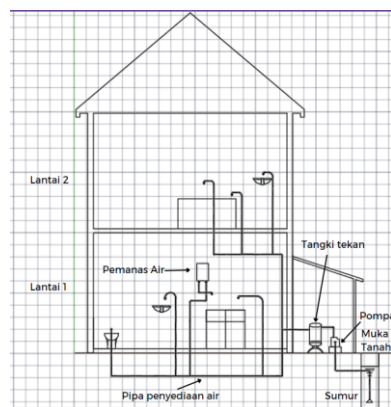 Lantai 2
Tangki tekan
Pemanas Air
Lantai 1
Pompa
Muka
Tanah
Pipa penyediaan air
Sumur